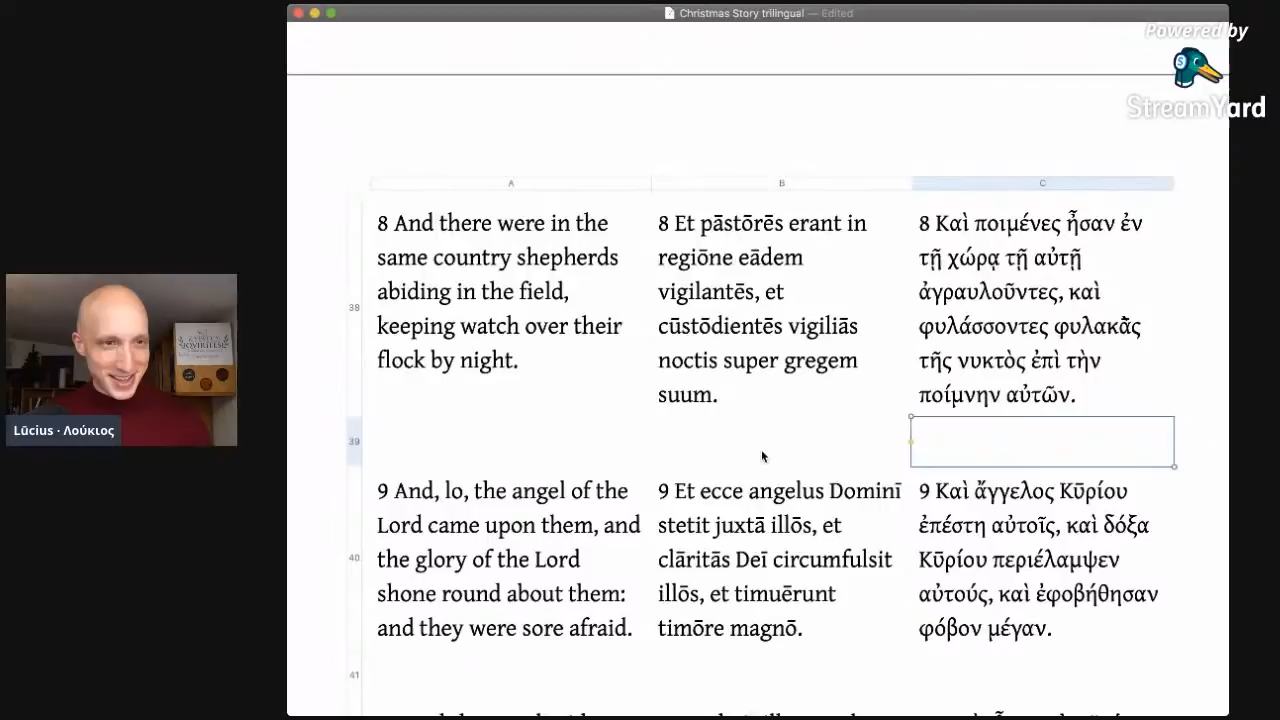 Christmas Story trilingual — Edited
Powered by
StreamYard
A
B
C
38
8 And there were in the
same country shepherds
abiding in the field,
keeping watch over their
flock by night.
8 Et pāstōrēs erant in
regiōne eādem
vigilantēs, et
cūstōdientēs vigiliās
noctis super gregem
suum.
8 Καὶ ποιμένες ἦσαν ἐν
τῇ χώρᾳ τῇ αὐτῇ
ἀγραυλοῦντες, καὶ
φυλάσσοντες φυλακᾱ̀ς
τῆς νυκτὸς ἐπὶ τὴν
ποίμνην αὐτῶν.
39
40
9 And, lo, the angel of the
Lord came upon them, and
the glory of the Lord
shone round about them:
and they were sore afraid.
9 Et ecce angelus Dominī
stetit juxtā illōs, et
clāritās Deī circumfulsit
illōs, et timuērunt
timōre magnō.
9 Καὶ ἄγγελος Κῡρίου
ἐπέστη αὐτοῖς, καὶ δόξα
Κῡρίου περιέλαμψεν
αὐτούς, καὶ ἐφοβήθησαν
φόβον μέγαν.
41
Lūcius · Λούκιος